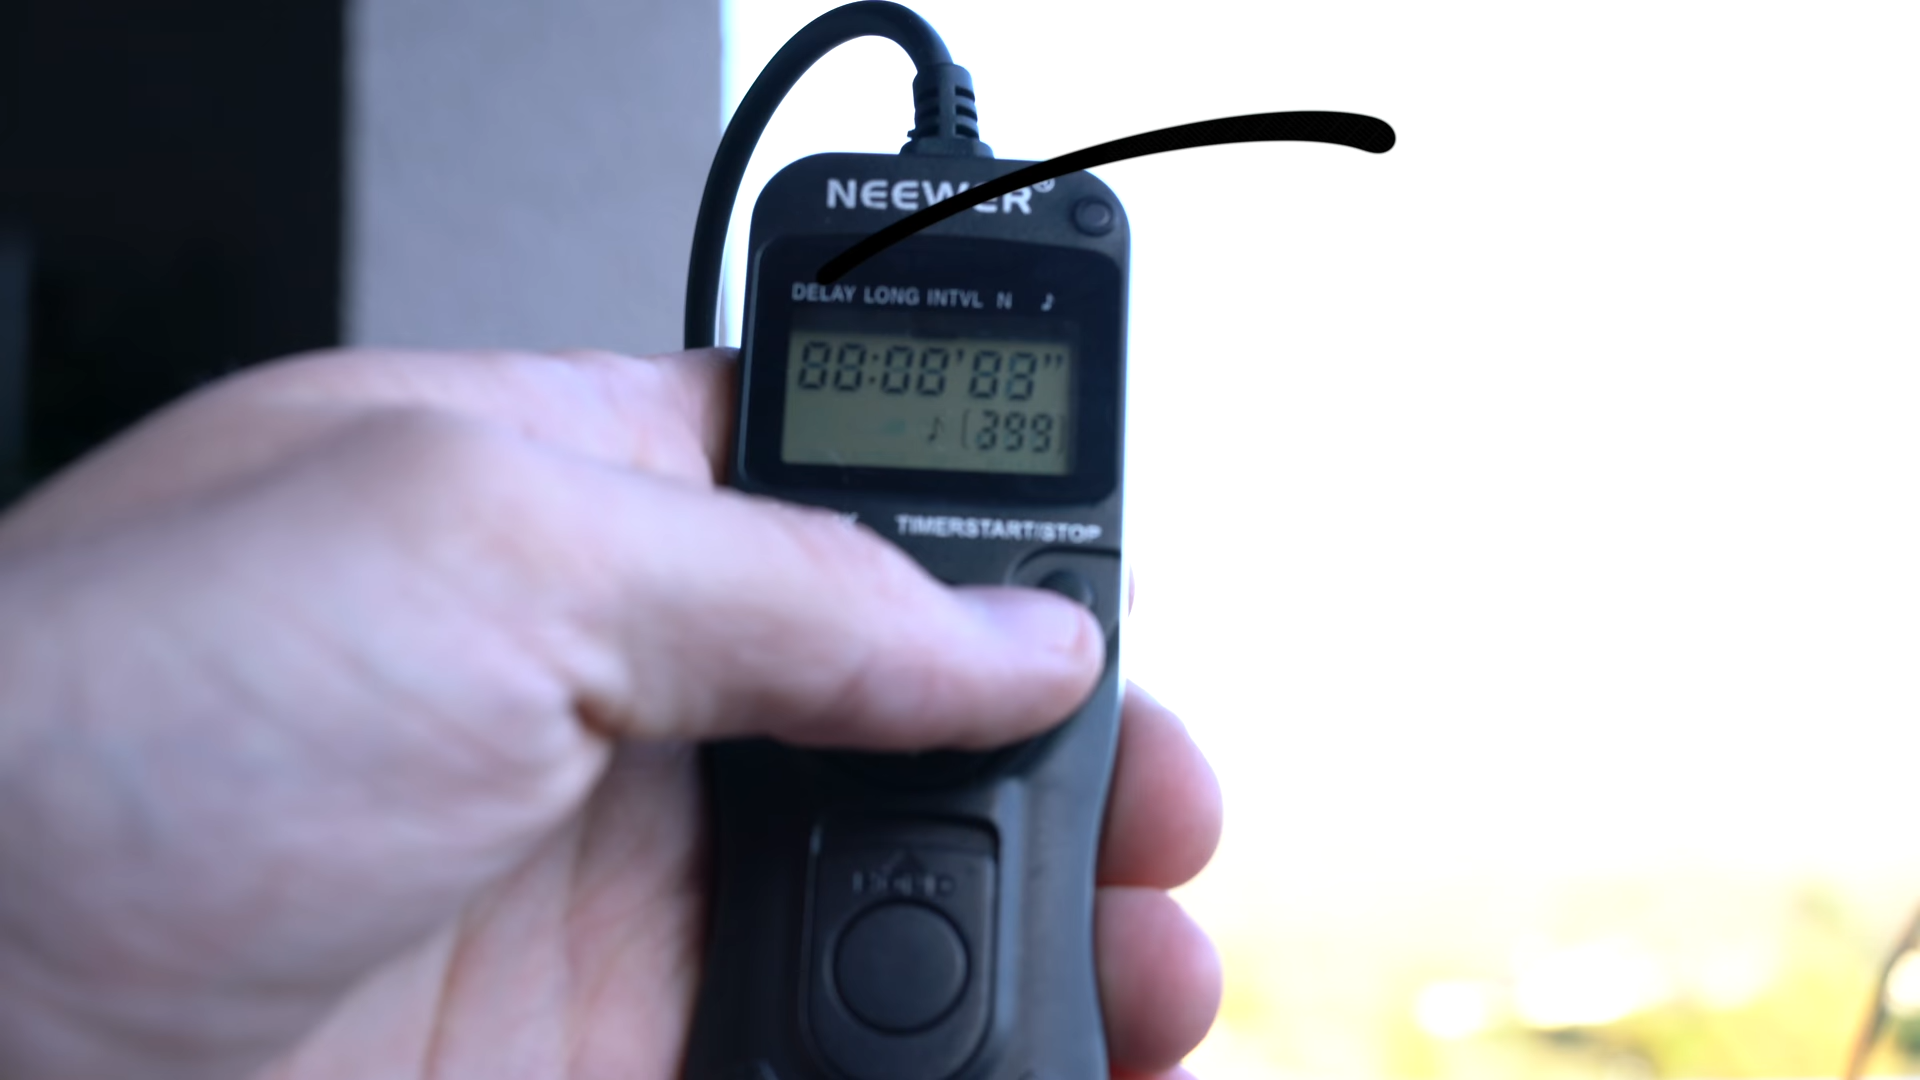 NEEWER®
DELAY LONG INTVL N ♪
88:88'88"
♪ [399]
TIMERSTART/STOP